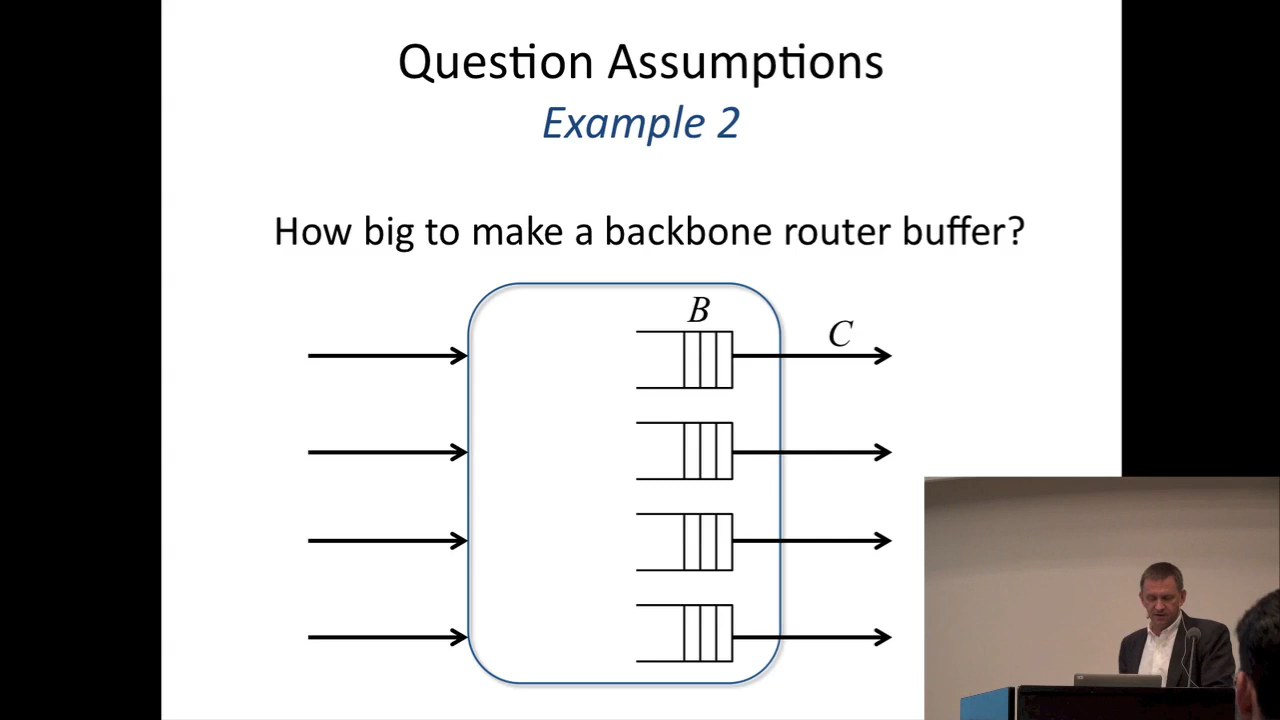 Question Assumptions
Example 2
How big to make a backbone router buffer?
B
C